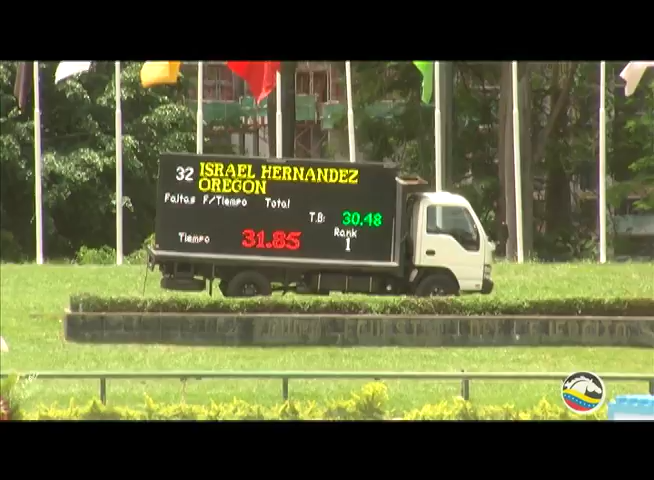 32 ISRAEL HERNANDEZ
OREGON
Faltas F/Tiempo Total
T.B: 30.48
Tiempo 31.85 Rank
1